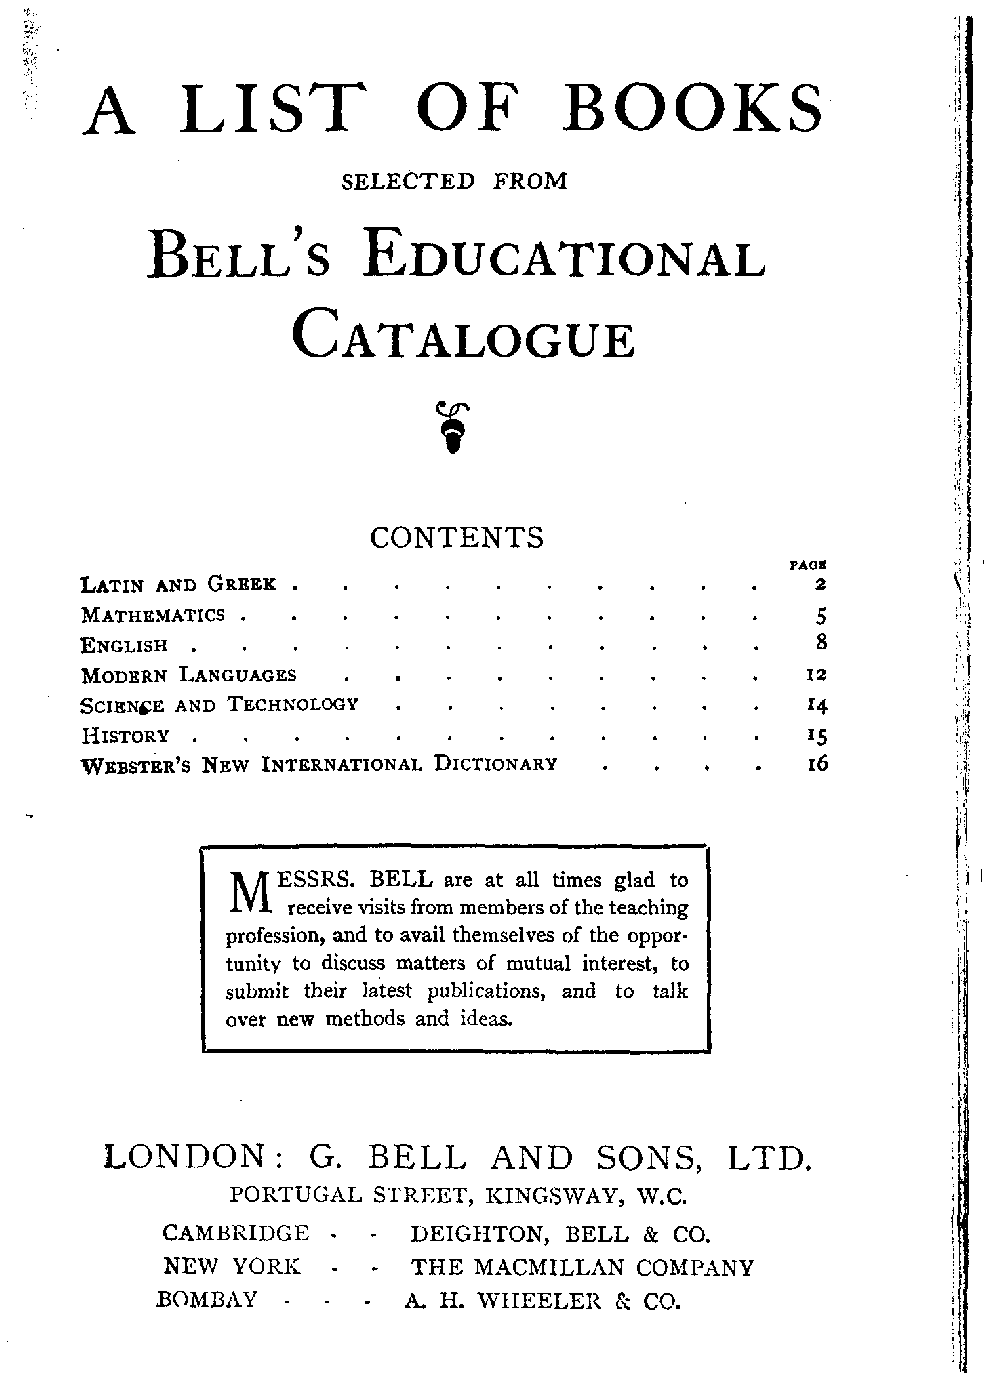 A LIST OF BOOKS
SELECTED FROM
BELL'S EDUCATIONAL
CATALOGUE
CONTENTS
PAGE
LATIN AND GREEK . . . . . . . . . . 2
MATHEMATICS . . . . . . . . . . . 5
ENGLISH . . . . . . . . . . . . 8
MODERN LANGUAGES . . . . . . . . . 12
SCIENCE AND TECHNOLOGY . . . . . . . . 14
HISTORY . . . . . . . . . . . . 15
WEBSTER'S NEW INTERNATIONAL DICTIONARY . . . . 16
MESSRS. BELL are at all times glad to
receive visits from members of the teaching
profession, and to avail themselves of the oppor-
tunity to discuss matters of mutual interest, to
submit their latest publications, and to talk
over new methods and ideas.
LONDON: G. BELL AND SONS, LTD.
PORTUGAL STREET, KINGSWAY, W.C.
CAMBRIDGE - - DEIGHTON, BELL & CO.
NEW YORK - - THE MACMILLAN COMPANY
BOMBAY - - - A. H. WHEELER & CO.